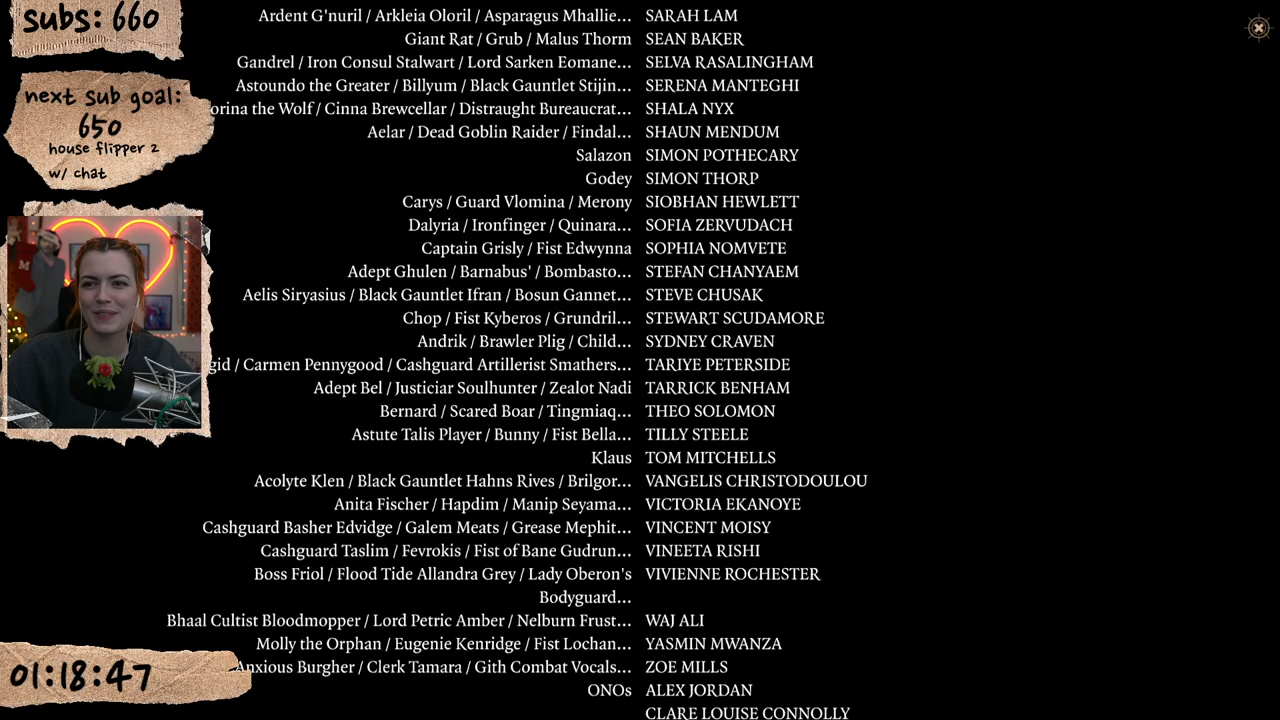 subs: 660
next sub goal:
650
house flipper 2
w/ chat
Ardent G'nuril / Arkleia Oloril / Asparagus Mhallie... SARAH LAM
Giant Rat / Grub / Malus Thorm SEAN BAKER
Gandrel / Iron Consul Stalwart / Lord Sarken Eomane... SELVA RASALINGHAM
Astoundo the Greater / Billyum / Black Gauntlet Stijin... SERENA MANTEGHI
orina the Wolf / Cinna Brewcellar / Distraught Bureaucrat... SHALA NYX
Aelar / Dead Goblin Raider / Findal... SHAUN MENDUM
Salazon SIMON POTHECARY
Godey SIMON THORP
Carys / Guard Vlomina / Merony SIOBHAN HEWLETT
Dalyria / Ironfinger / Quinara... SOFIA ZERVUDACH
Captain Grisly / Fist Edwynna SOPHIA NOMVETE
Adept Ghulen / Barnabus' / Bombasto... STEFAN CHANYAEM
Aelis Siryasius / Black Gauntlet Ifran / Bosun Gannet... STEVE CHUSAK
Chop / Fist Kyberos / Grundril... STEWART SCUDAMORE
Andrik / Brawler Plig / Child... SYDNEY CRAVEN
gid / Carmen Pennygood / Cashguard Artillerist Smathers... TARIYE PETERSIDE
Adept Bel / Justiciar Soulhunter / Zealot Nadi TARRICK BENHAM
Bernard / Scared Boar / Tingmiaq... THEO SOLOMON
Astute Talis Player / Bunny / Fist Bella... TILLY STEELE
Klaus TOM MITCHELLS
Acolyte Klen / Black Gauntlet Hahns Rives / Brilgor... VANGELIS CHRISTODOULOU
Anita Fischer / Hapdim / Manip Seyama... VICTORIA EKANOYE
Cashguard Basher Edvidge / Galem Meats / Grease Mephit... VINCENT MOISY
Cashguard Taslim / Fevrokis / Fist of Bane Gudrun... VINEETA RISHI
Boss Friol / Flood Tide Allandra Grey / Lady Oberon's VIVIENNE ROCHESTER
Bodyguard...
Bhaal Cultist Bloodmopper / Lord Petric Amber / Nelburn Frust... WAJ ALI
Molly the Orphan / Eugenie Kenridge / Fist Lochan... YASMIN MWANZA
Anxious Burgher / Clerk Tamara / Gith Combat Vocals... ZOE MILLS
ONOs ALEX JORDAN
CLARE LOUISE CONNOLLY
01:18:47
M